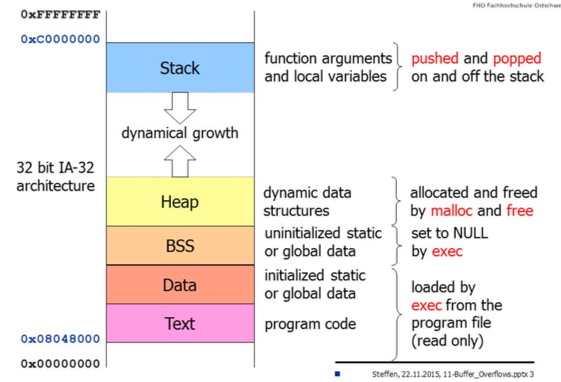 FHO Fachhochschule Ostschwe
0xFFFFFFFF
0xC0000000
Stack
function arguments
and local variables
pushed and popped
on and off the stack
dynamical growth
32 bit IA-32
architecture
Heap
dynamic data
structures
allocated and freed
by malloc and free
BSS
uninitialized static
or global data
set to NULL
by exec
Data
initialized static
or global data
loaded by
exec from the
program file
(read only)
Text
program code
0x08048000
0x00000000
Steffen, 22.11.2015, 11-Buffer_Overflows.pptx 3